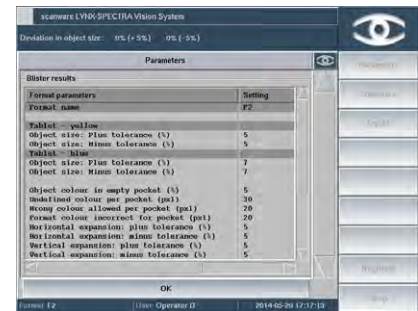 scanware LYNX-SPECTRA Vision System
Deviation in object size: 0% (+ 5%) 0% (- 5%)
Parameters
Blister results
Format parameters Setting
Format name F2
Tablet - yellow
Object size: Plus tolerance (%) 5
Object size: Minus tolerance (%) 5
Tablet - blue
Object size: Plus tolerance (%) 7
Object size: Minus tolerance (%) 7
Object colour in empty pocket (%) 5
Undefined colour per pocket (pxl) 30
Wrong colour allowed per pocket (pxl) 20
Format colour incorrect for pocket (pxl) 20
Horizontal expansion: plus tolerance (%) 5
Horizontal expansion: minus tolerance (%) 5
Vertical expansion: plus tolerance (%) 5
Vertical expansion: minus tolerance (%) 5
OK
Format F2 User: Operator D 2014-05-20 17:17:13